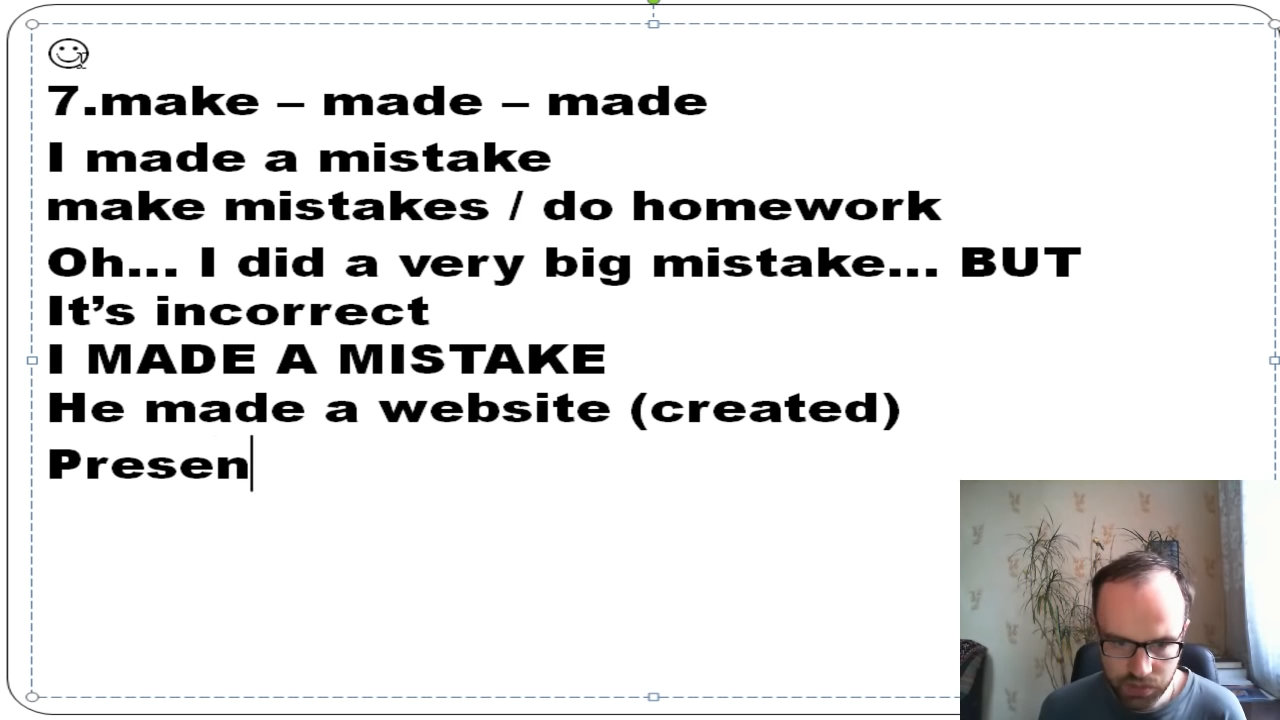 7.make – made – made
I made a mistake
make mistakes / do homework
Oh... I did a very big mistake... BUT
It’s incorrect
I MADE A MISTAKE
He made a website (created)
Presen